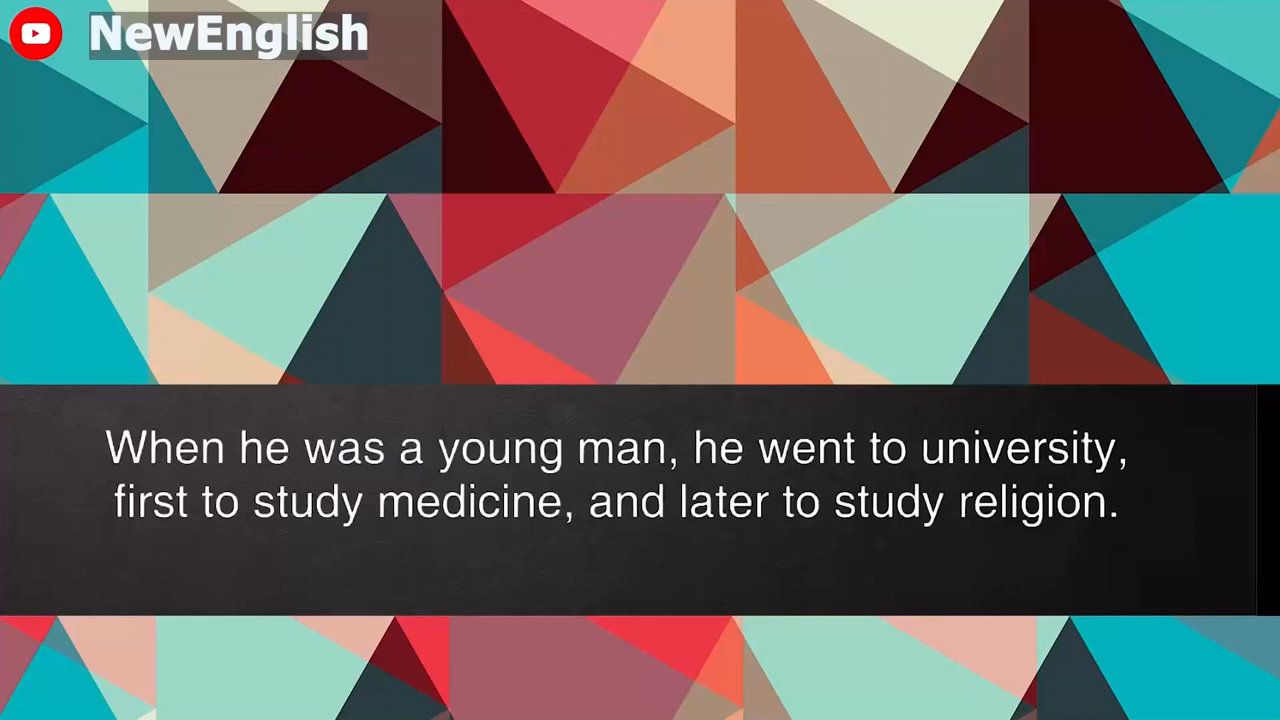 NewEnglish
When he was a young man, he went to university,
first to study medicine, and later to study religion.